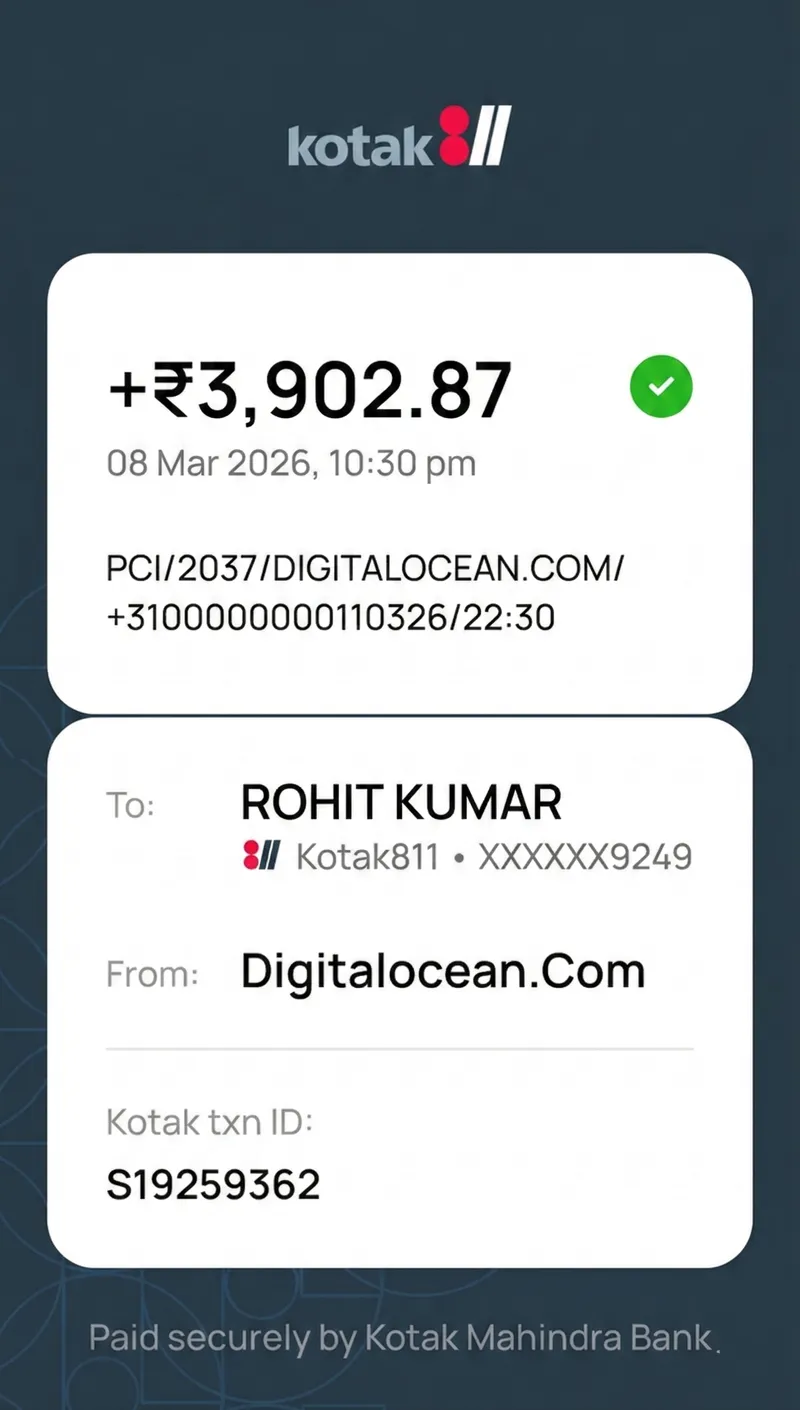 kotak811
+₹3,902.87
08 Mar 2026, 10:30 pm
PCI/2037/DIGITALOCEAN.COM/
+3100000000110326/22:30
To: ROHIT KUMAR
811 Kotak811 • XXXXXX9249
From: Digitalocean.Com
Kotak txn ID:
S19259362
Paid securely by Kotak Mahindra Bank.